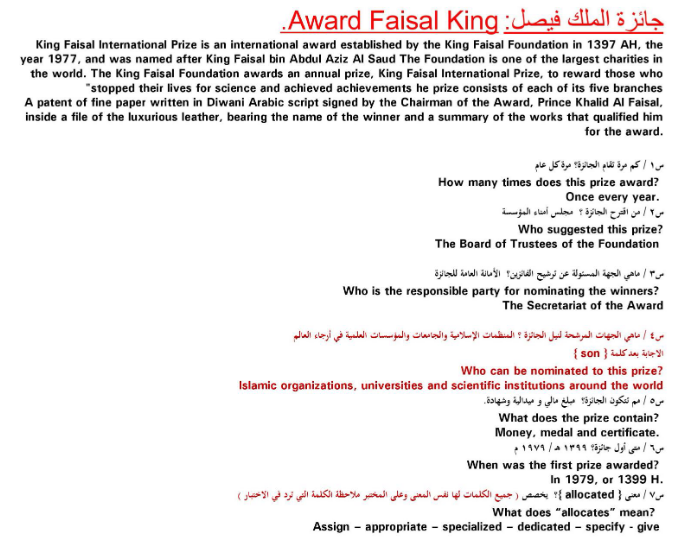 جائزة الملك فيصل: Award Faisal King.
King Faisal International Prize is an international award established by the King Faisal Foundation in 1397 AH, the
year 1977, and was named after King Faisal bin Abdul Aziz Al Saud The Foundation is one of the largest charities in
the world. The King Faisal Foundation awards an annual prize, King Faisal International Prize, to reward those who
"stopped their lives for science and achieved achievements he prize consists of each of its five branches
A patent of fine paper written in Diwani Arabic script signed by the Chairman of the Award, Prince Khalid Al Faisal,
inside a file of the luxurious leather, bearing the name of the winner and a summary of the works that qualified him
for the award.
س١ / كم مرة تقام الجائزة؟ مرة كل عام
How many times does this prize award?
Once every year.
س٢ / من اقترح الجائزة ؟ مجلس أمناء المؤسسة
Who suggested this prize?
The Board of Trustees of the Foundation
س٣ / ماهي الجهة المسئولة عن ترشيح الفائزين؟ الأمانة العامة للجائزة
Who is the responsible party for nominating the winners?
The Secretariat of the Award
س٤ / ماهي الجهات المرشحة لنيل الجائزة ؟ المنظمات الإسلامية والجامعات والمؤسسات العلمية في أرجاء العالم
الاجابة بعد كلمة { son }
Who can be nominated to this prize?
Islamic organizations, universities and scientific institutions around the world
س٥ / مم تتكون الجائزة؟ مبلغ مالي و ميدالية وشهادة.
What does the prize contain?
Money, medal and certificate.
س٦ / متى أول جائزة؟ ١٣٩٩ هـ / ١٩٧٩ م
When was the first prize awarded?
In 1979, or 1399 H.
س٧ / معنى { allocated }؟ يخصص ( جميع الكلمات لها نفس المعنى وعلى المختبر ملاحظة الكلمة التي ترد في الاختبار )
What does “allocates” mean?
Assign – appropriate – specialized – dedicated – specify - give